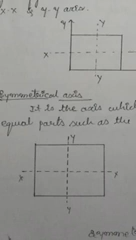 x-x & y-y axis.
y y
x x
Symmetrical axis
It is the axis which
equal parts such as the
y
x x
y